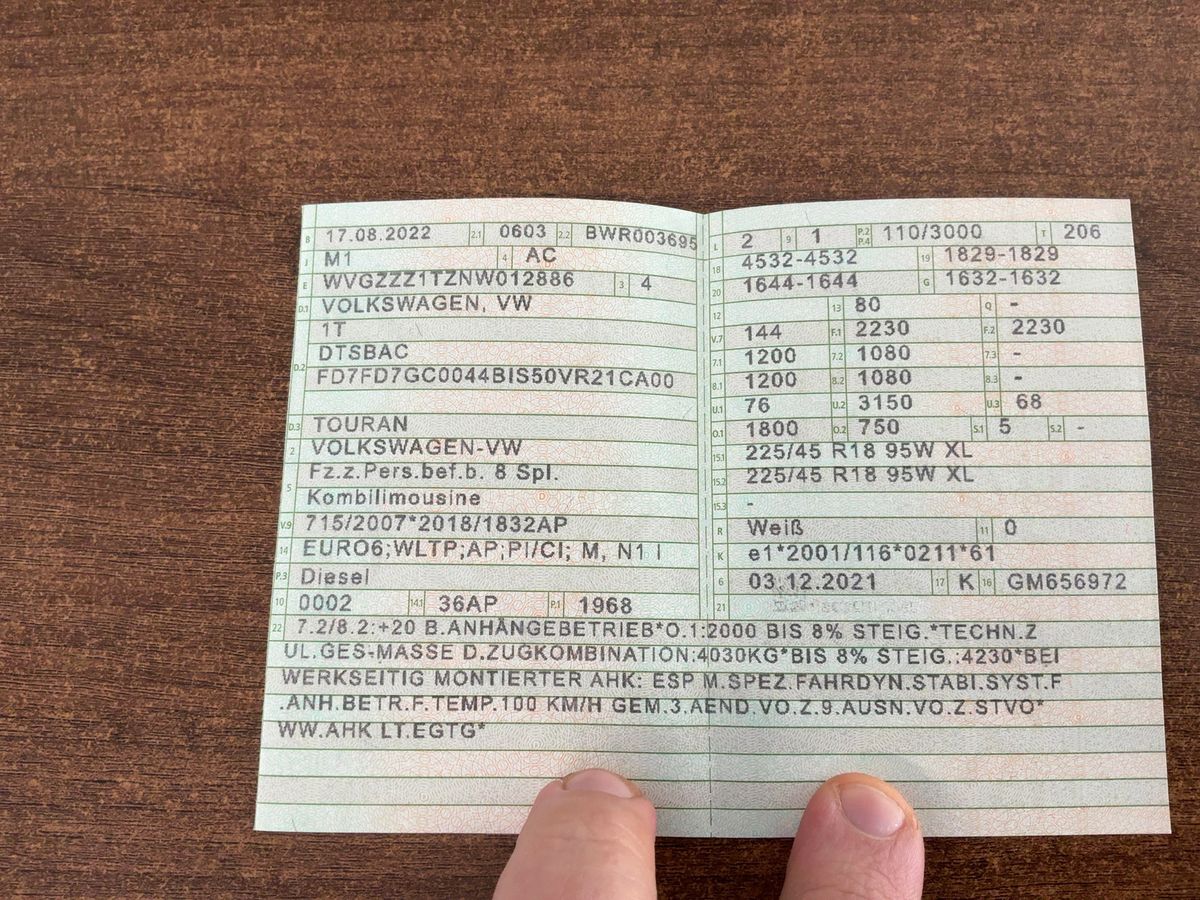 B 17.08.2022 2.1 0603 2.2 BWR003695
J M1 4 AC
E WVGZZZ1TZNW012886 3 4
D.1 VOLKSWAGEN, VW
1T
D.2 DTSBAC
FD7FD7GC0044BIS50VR21CA00
D.3 TOURAN
2 VOLKSWAGEN-VW
5 Fz.z.Pers.bef.b. 8 Spl.
Kombilimousine
V.9 715/2007*2018/1832AP
14 EURO6;WLTP;AP;PI/CI; M, N1 I
P.3 Diesel
10 0002 14.1 36AP P.1 1968
L 2 9 1 P.2 P.4 110/3000 T 206
18 4532-4532 19 1829-1829
20 1644-1644 G 1632-1632
12 13 80 Q -
V.7 144 F.1 2230 F.2 2230
7.1 1200 7.2 1080 7.3 -
8.1 1200 8.2 1080 8.3 -
U.1 76 U.2 3150 U.3 68
O.1 1800 O.2 750 S.1 5 S.2 -
15.1 225/45 R18 95W XL
15.2 225/45 R18 95W XL
15.3 -
R Weiß 11 0
K e1*2001/116*0211*61
6 03.12.2021 17 K 16 GM656972
21
22 7.2/8.2:+20 B.ANHÄNGEBETRIEB*O.1:2000 BIS 8% STEIG.*TECHN.Z
UL.GES-MASSE D.ZUGKOMBINATION:4030KG*BIS 8% STEIG.:4230*BEI
WERKSEITIG MONTIERTER AHK: ESP M.SPEZ.FAHRDYN.STABI.SYST.F
.ANH.BETR.F.TEMP.100 KM/H GEM.3.AEND VO.Z.9.AUSN.VO.Z.STVO*
WW.AHK LT.EGTG*